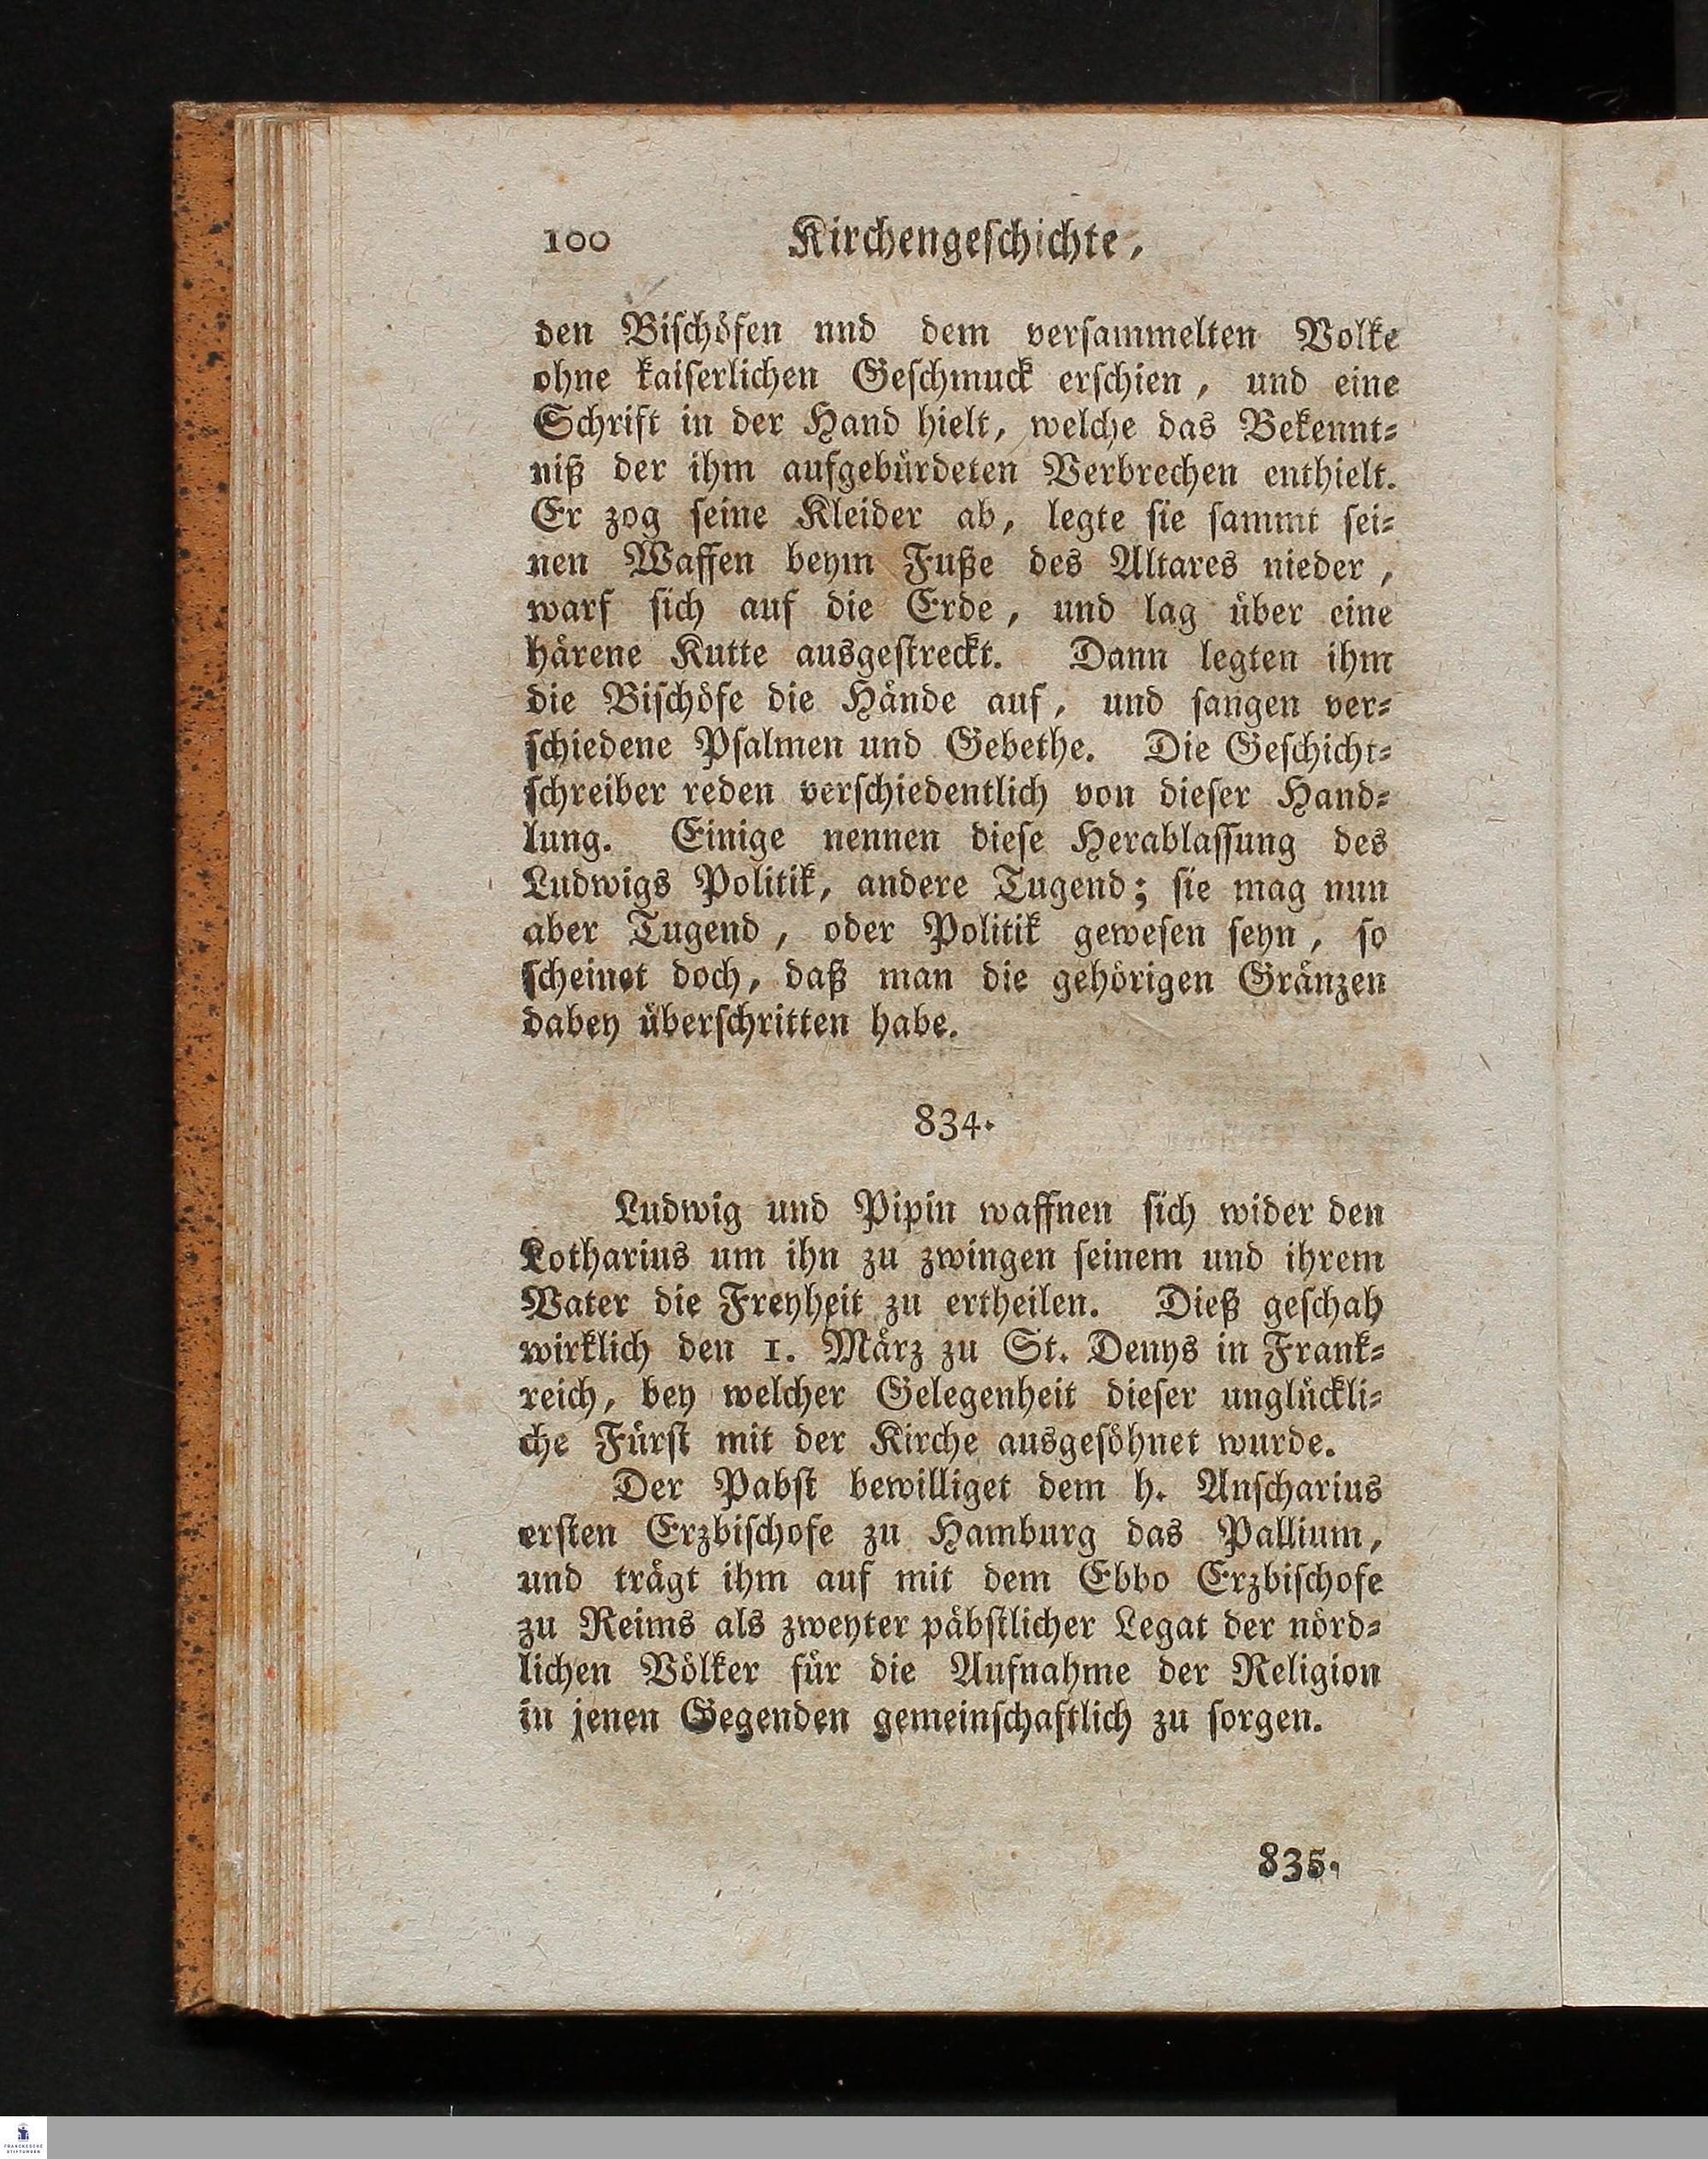 100 Kirchengeschichte,
den Bischöfen nnd dem versammelten Volke
ohne kaiserlichen Geschmuck erschien, und eine
Schrift in der Hand hielt, welche das Bekennt=
niß der ihm aufgebürdeten Verbrechen enthielt.
Er zog seine Kleider ab, legte sie sammt sei=
nen Waffen beym Fuße des Altares nieder,
warf sich auf die Erde, und lag über eine
härene Kutte ausgestreckt. Dann legten ihm
die Bischöfe die Hände auf, und sangen ver=
schiedene Psalmen und Gebethe. Die Geschicht=
schreiber reden verschiedentlich von dieser Hand=
lung. Einige nennen diese Herablassung des
Ludwigs Politik, andere Tugend; sie mag nun
aber Tugend, oder Politik gewesen seyn, so
scheinet doch, daß man die gehörigen Gränzen
dabey überschritten habe.
834.
Ludwig und Pipin waffnen sich wider den
Lotharius um ihn zu zwingen seinem und ihrem
Vater die Freyheit zu ertheilen. Dieß geschah
wirklich den 1. März zu St. Denys in Frank=
reich, bey welcher Gelegenheit dieser unglückli=
che Fürst mit der Kirche ausgesöhnet wurde.
Der Pabst bewilliget dem h. Anscharius
ersten Erzbischofe zu Hamburg das Pallium,
und trägt ihm auf mit dem Ebbo Erzbischofe
zu Reims als zweyter päbstlicher Legat der nörd=
lichen Völker für die Aufnahme der Religion
in jenen Gegenden gemeinschaftlich zu sorgen.
835.
FRANCKESCHE
STIFTUNGEN